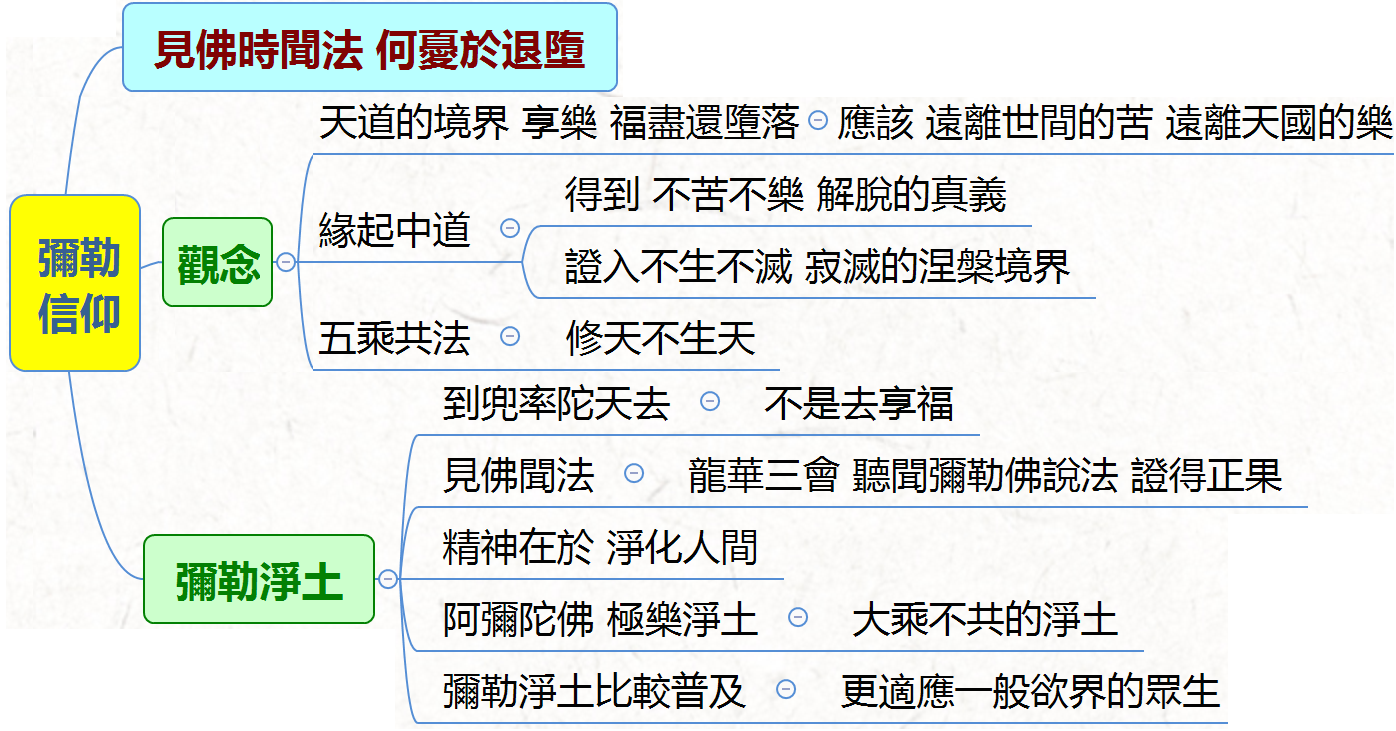 見佛時聞法 何憂於退墮
天道的境界 享樂 福盡還墮落
應該 遠離世間的苦 遠離天國的樂
彌勒
信仰
觀念
緣起中道
得到 不苦不樂 解脫的真義
證入不生不滅 寂滅的涅槃境界
五乘共法
修天不生天
彌勒淨土
到兜率陀天去
不是去享福
見佛聞法
龍華三會 聽聞彌勒佛說法 證得正果
精神在於 淨化人間
阿彌陀佛 極樂淨土
大乘不共的淨土
彌勒淨土比較普及
更適應一般欲界的眾生